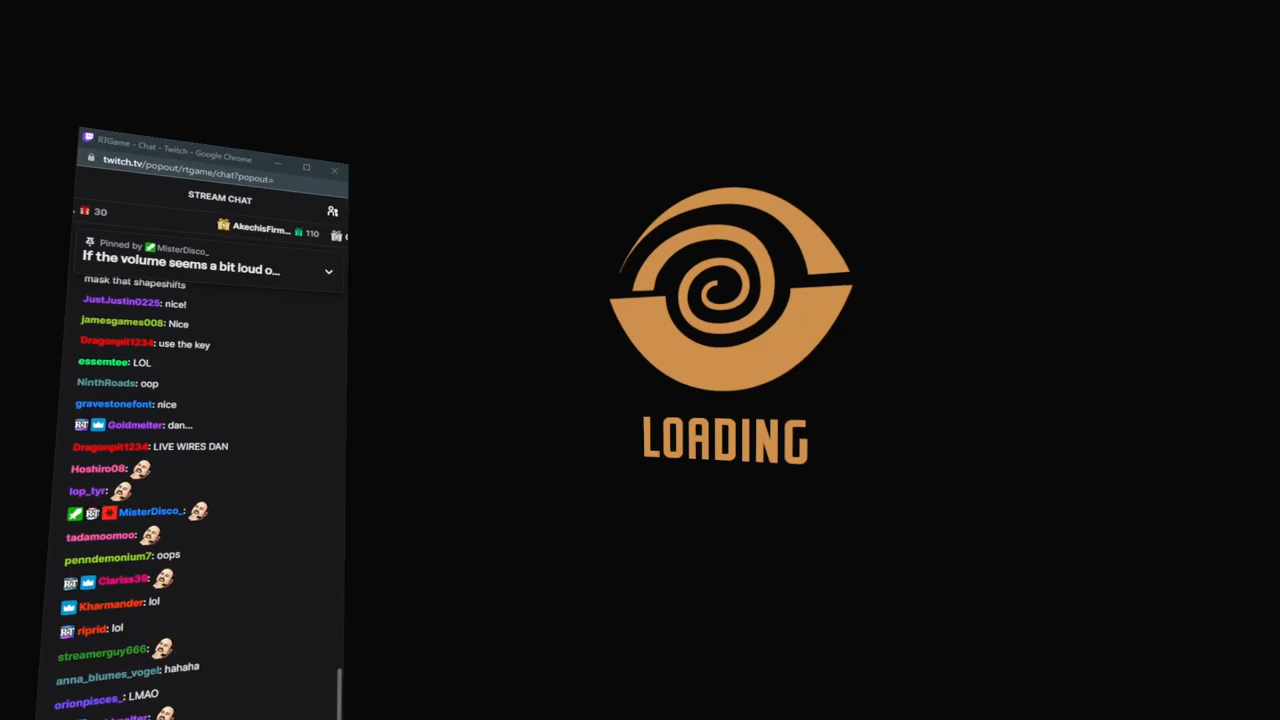 RTGame - Chat - Twitch - Google Chrome
twitch.tv/popout/rtgame/chat?popout=
STREAM CHAT
30
AkechisFirm... 110
Pinned by MisterDisco_
If the volume seems a bit loud o...
mask that shapeshifts
JustJustin0225: nice!
jamesgames008: Nice
Dragonpit1234: use the key
essemtee: LOL
NinthRoads: oop
gravestonefont: nice
Goldmelter: dan...
Dragonpit1234: LIVE WIRES DAN
Hoshiro08:
lop_tyr:
MisterDisco_:
tadamoomoo:
penndemonium7: oops
Clariss39:
Kharmander: lol
riprid: lol
streamerguy666:
anna_blumes_vogel: hahaha
orionpisces_: LMAO
LOADING